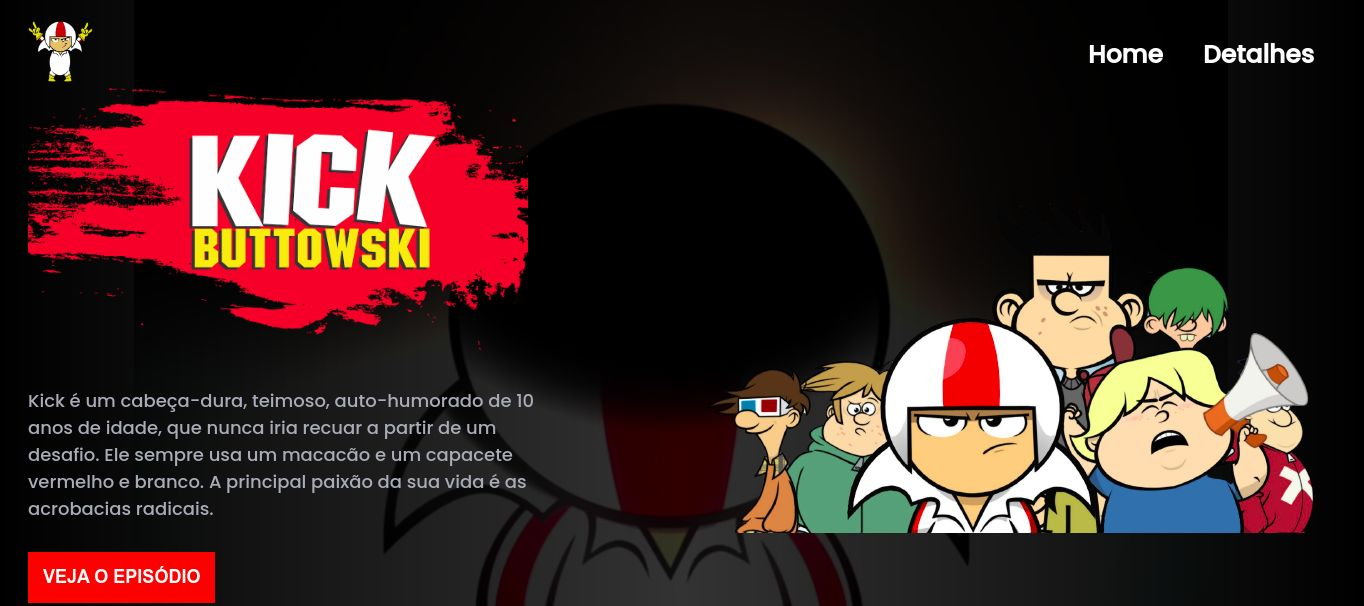 Home Detalhes
KICK
BUTTOWSKI
Kick é um cabeça-dura, teimoso, auto-humorado de 10
anos de idade, que nunca iria recuar a partir de um
desafio. Ele sempre usa um macacão e um capacete
vermelho e branco. A principal paixão da sua vida é as
acrobacias radicais.
VEJA O EPISÓDIO